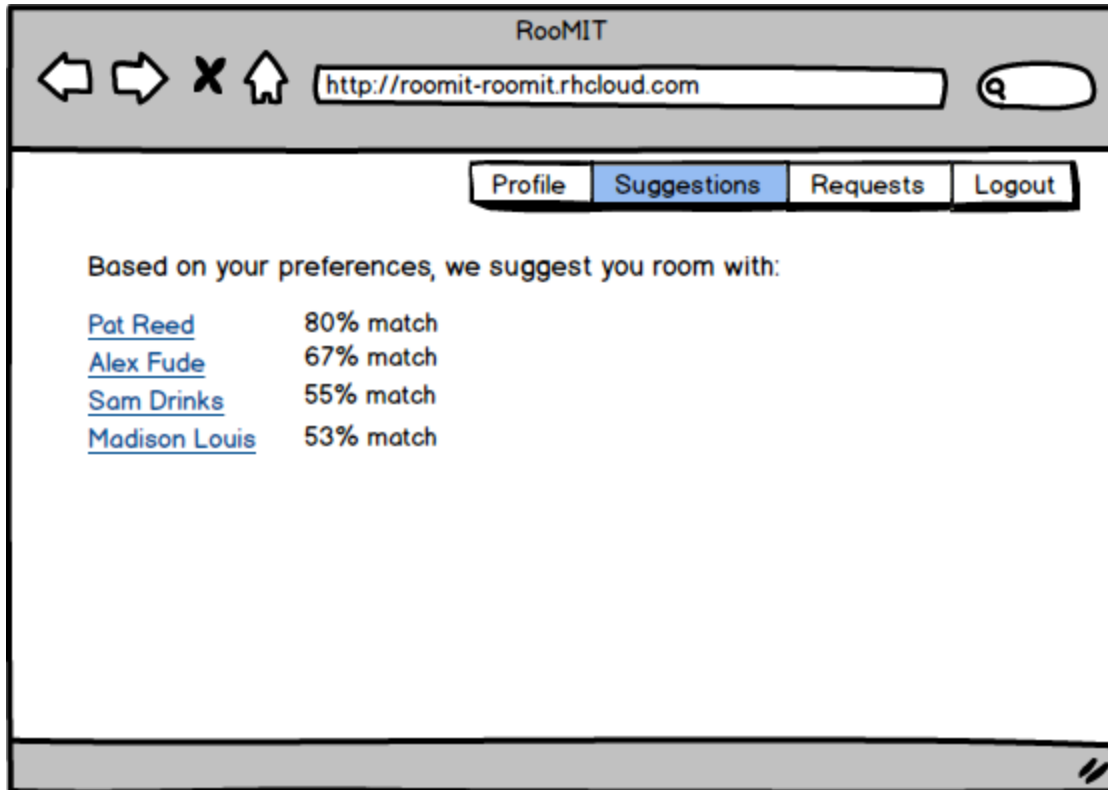 RooMIT
http://roomit-roomit.rhcloud.com
Profile Suggestions Requests Logout
Based on your preferences, we suggest you room with:
Pat Reed 80% match
Alex Fude 67% match
Sam Drinks 55% match
Madison Louis 53% match